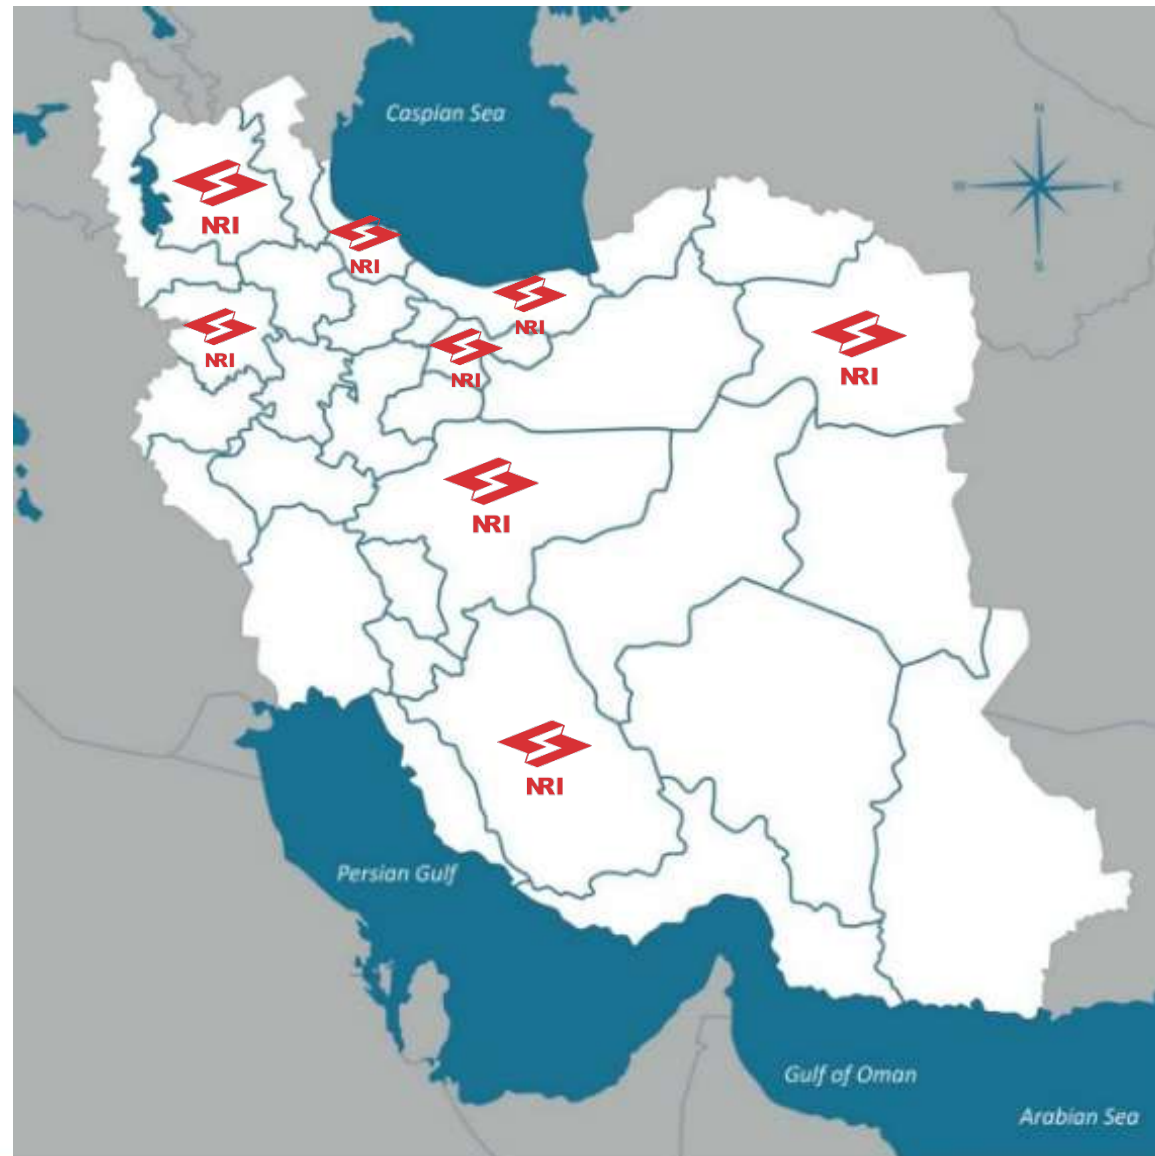 Caspian Sea
N
W
E
S
NRI
NRI
NRI
NRI
NRI
NRI
NRI
NRI
Persian Gulf
Gulf of Oman
Arabian Sea